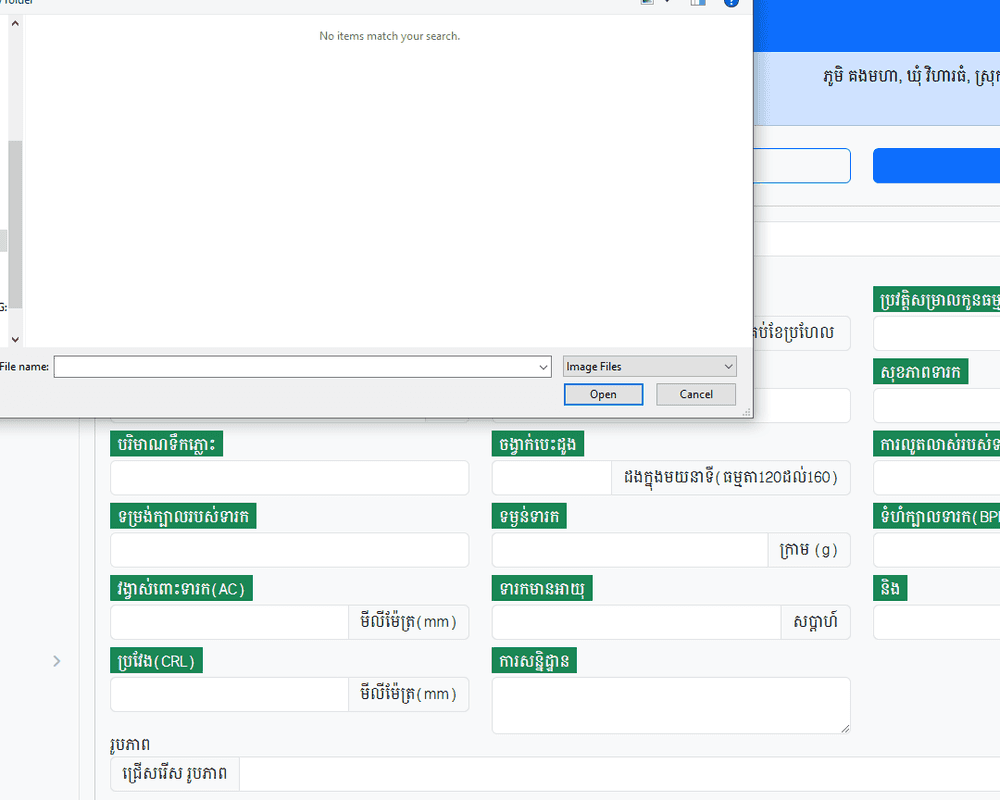 folder
No items match your search.
ភូមិ គងមហា, ឃុំ វិហារធំ, ស្រុក
G:
File name:
Image Files
Open
Cancel
ប្រវត្តិសម្រាលកូនធម្ម
គប់ខែប្រហែល
សុខភាពទារក
បរិមាណទឹកភ្លោះ
ចង្វាក់បេះដូង
ការលូតលាស់របស់ទា
ដងក្នុងមយនាទី(ធម្មតា120ដល់160)
ទម្រង់ក្បាលរបស់ទារក
ទម្ងន់ទារក
ទំហំក្បាលទារក(BP
ក្រាម (g)
វង្វាស់ពោះទារក(AC)
ទារកមានអាយុ
និង
មីលីម៉ែត្រ(mm)
សប្តាហ៍
ប្រវែង(CRL)
ការសន្និដ្ឋាន
មីលីម៉ែត្រ(mm)
រូបភាព
ជ្រើសរើស រូបភាព